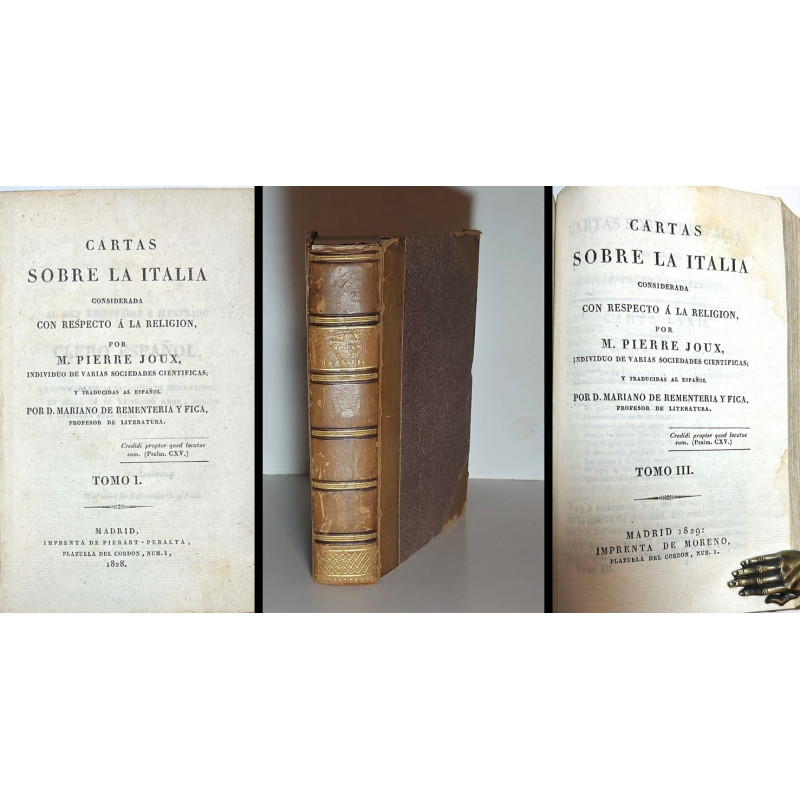 CARTAS
SOBRE LA ITALIA
CONSIDERADA
CON RESPECTO Á LA RELIGION,
POR
M. PIERRE JOUX,
INDIVIDUO DE VARIAS SOCIEDADES CIENTIFICAS;
Y TRADUCIDAS AL ESPAÑOL
POR D. MARIANO DE REMENTERIA Y FICA,
PROFESOR DE LITERATURA.
Credidi propter quod locutus
sum. (Psalm. CXV.)
TOMO I.
MADRID,
IMPRENTA DE PIERART-PERALTA,
PLAZUELA DEL CORDON, NUM. 1,
1828.
JOUX
CARTAS
SOBRE LA ITALIA
CONSIDERADA
CON RESPECTO Á LA RELIGION,
POR
M. PIERRE JOUX,
INDIVIDUO DE VARIAS SOCIEDADES CIENTIFICAS;
Y TRADUCIDAS AL ESPAÑOL
POR D. MARIANO DE REMENTERIA Y FICA,
PROFESOR DE LITERATURA.
Credidi propter quod locutus
sum. (Psalm. CXV.)
TOMO III.
MADRID 1829:
IMPRENTA DE MORENO,
PLAZUELA DEL CORDON, NUM. 1.